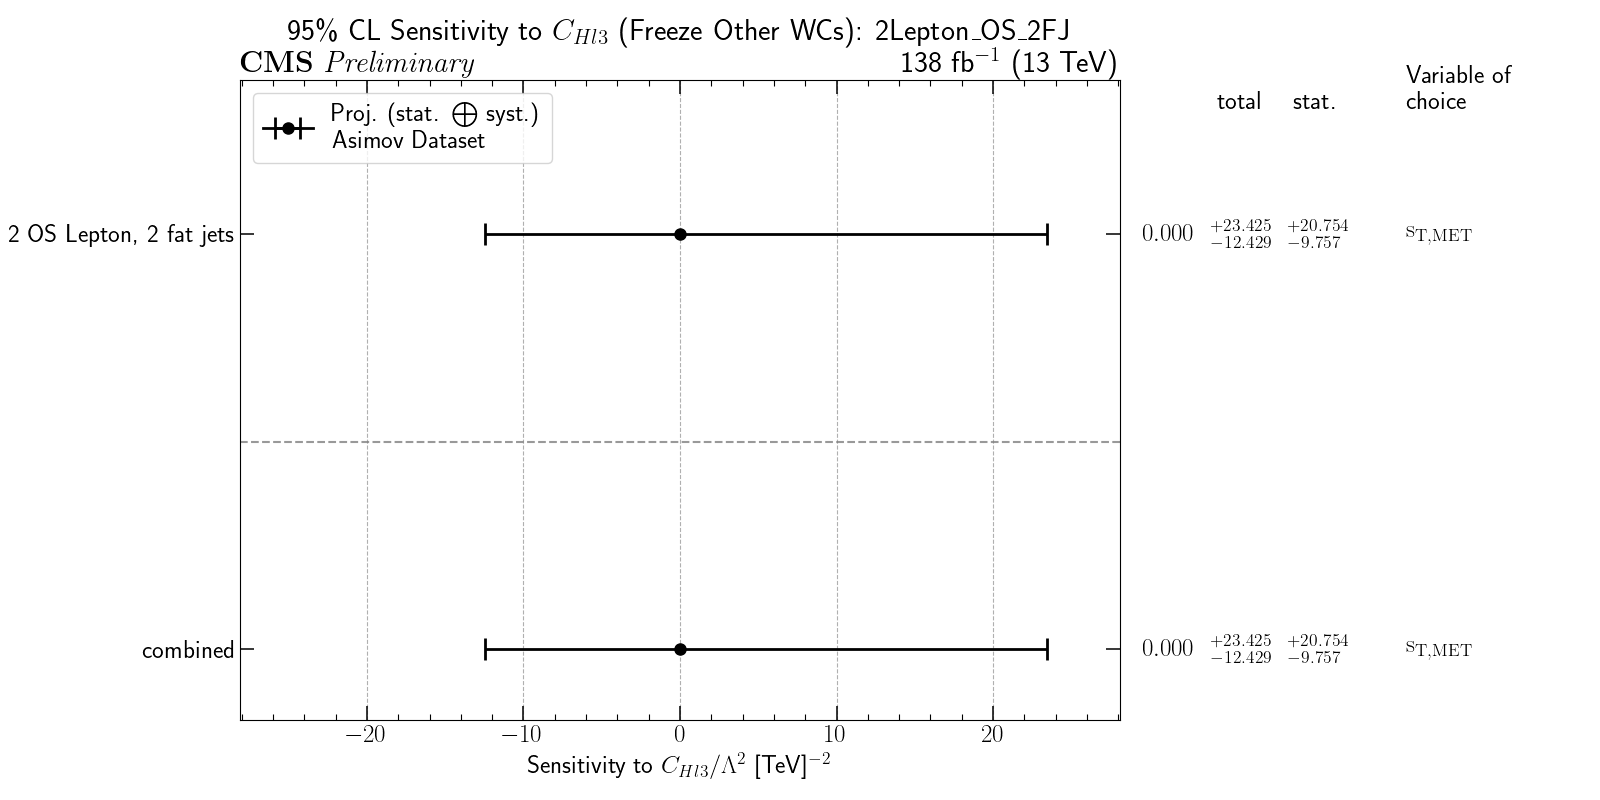 95% CL Sensitivity to C_{Hl3} (Freeze Other WCs): 2Lepton_OS_2FJ
CMS Preliminary 138 fb^{−1} (13 TeV)
Variable of
total stat. choice
Proj. (stat. ⨁ syst.)
Asimov Dataset
2 OS Lepton, 2 fat jets 0.000 +23.425 −12.429 +20.754 −9.757 S_{T,MET}
combined 0.000 +23.425 −12.429 +20.754 −9.757 S_{T,MET}
−20 −10 0 10 20
Sensitivity to C_{Hl3}/Λ^2 [TeV]^{−2}